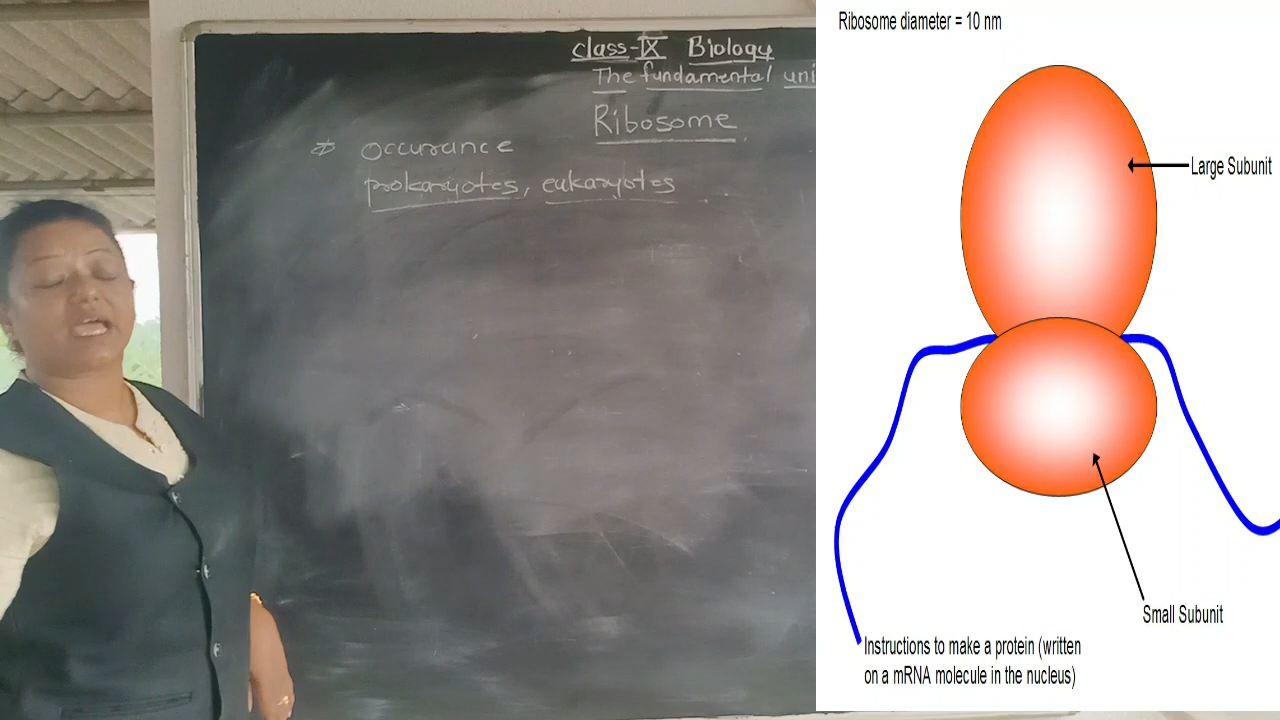 class-IX Biology
The fundamental uni
Ribosome
occurance
prokaryotes, eukaryotes
Ribosome diameter = 10 nm
Large Subunit
Small Subunit
Instructions to make a protein (written
on a mRNA molecule in the nucleus)